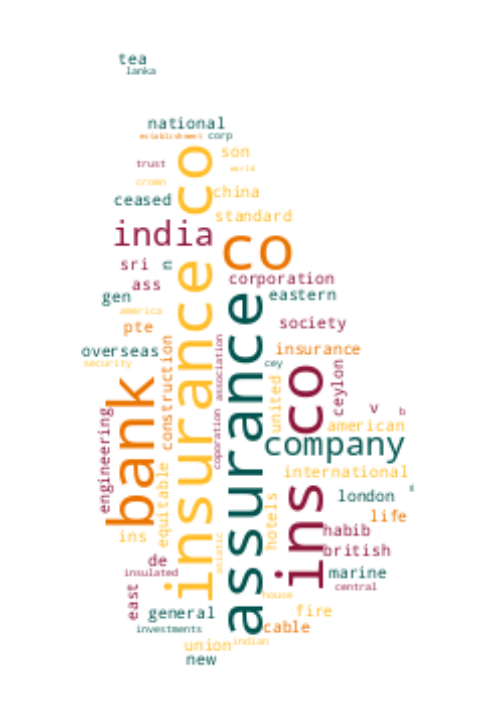 tea
lanka
national
establishment corp
co
son
trust
world
crown
ceased
china
standard
india
co
sri
corporation
ass
gen
eastern
america
pte
society
overseas
insurance
security
construction
association
insurance co
assurance
cey
ceylon
united
bank
engineering
v
b
american
company
coporation
equitable
international
ins co
london
life
hotels
ins
habib
british
asiatic
de
insulated
marine
central
east
house
general
fire
investments
cable
union
indian
new